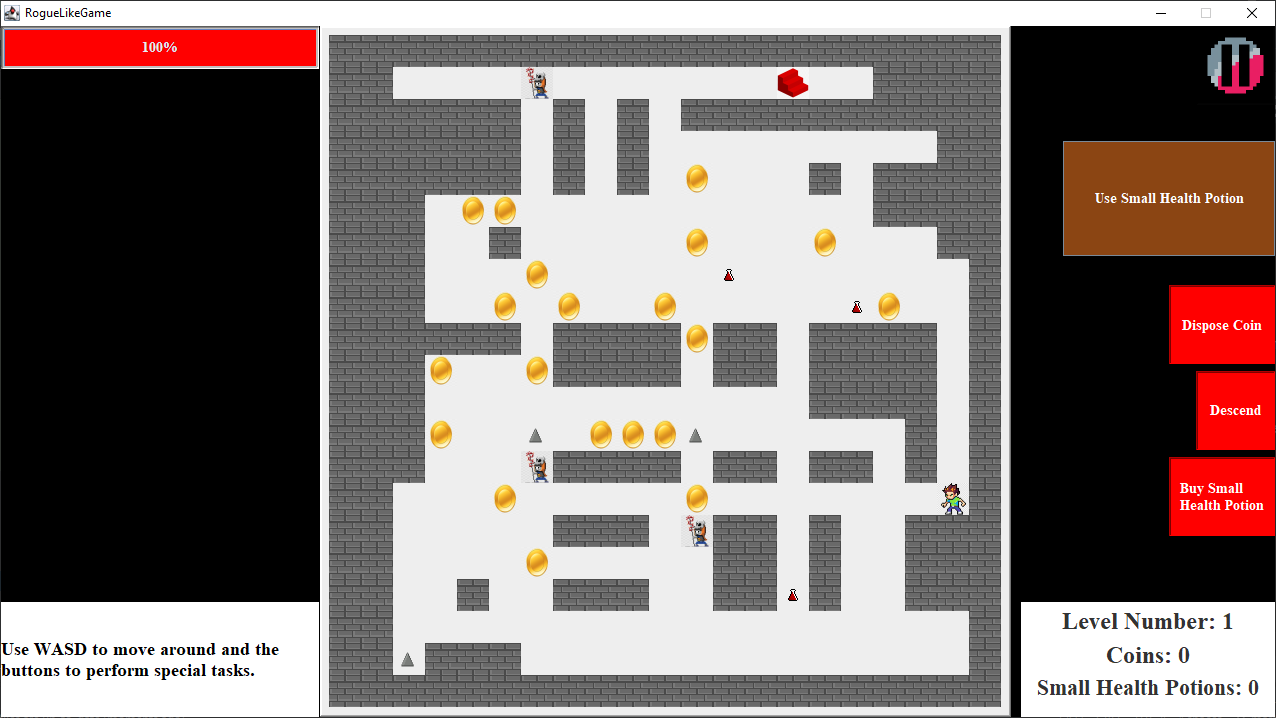 RogueLikeGame
100%
Use Small Health Potion
Dispose Coin
Descend
Buy Small
Health Potion
Use WASD to move around and the
buttons to perform special tasks.
Level Number: 1
Coins: 0
Small Health Potions: 0